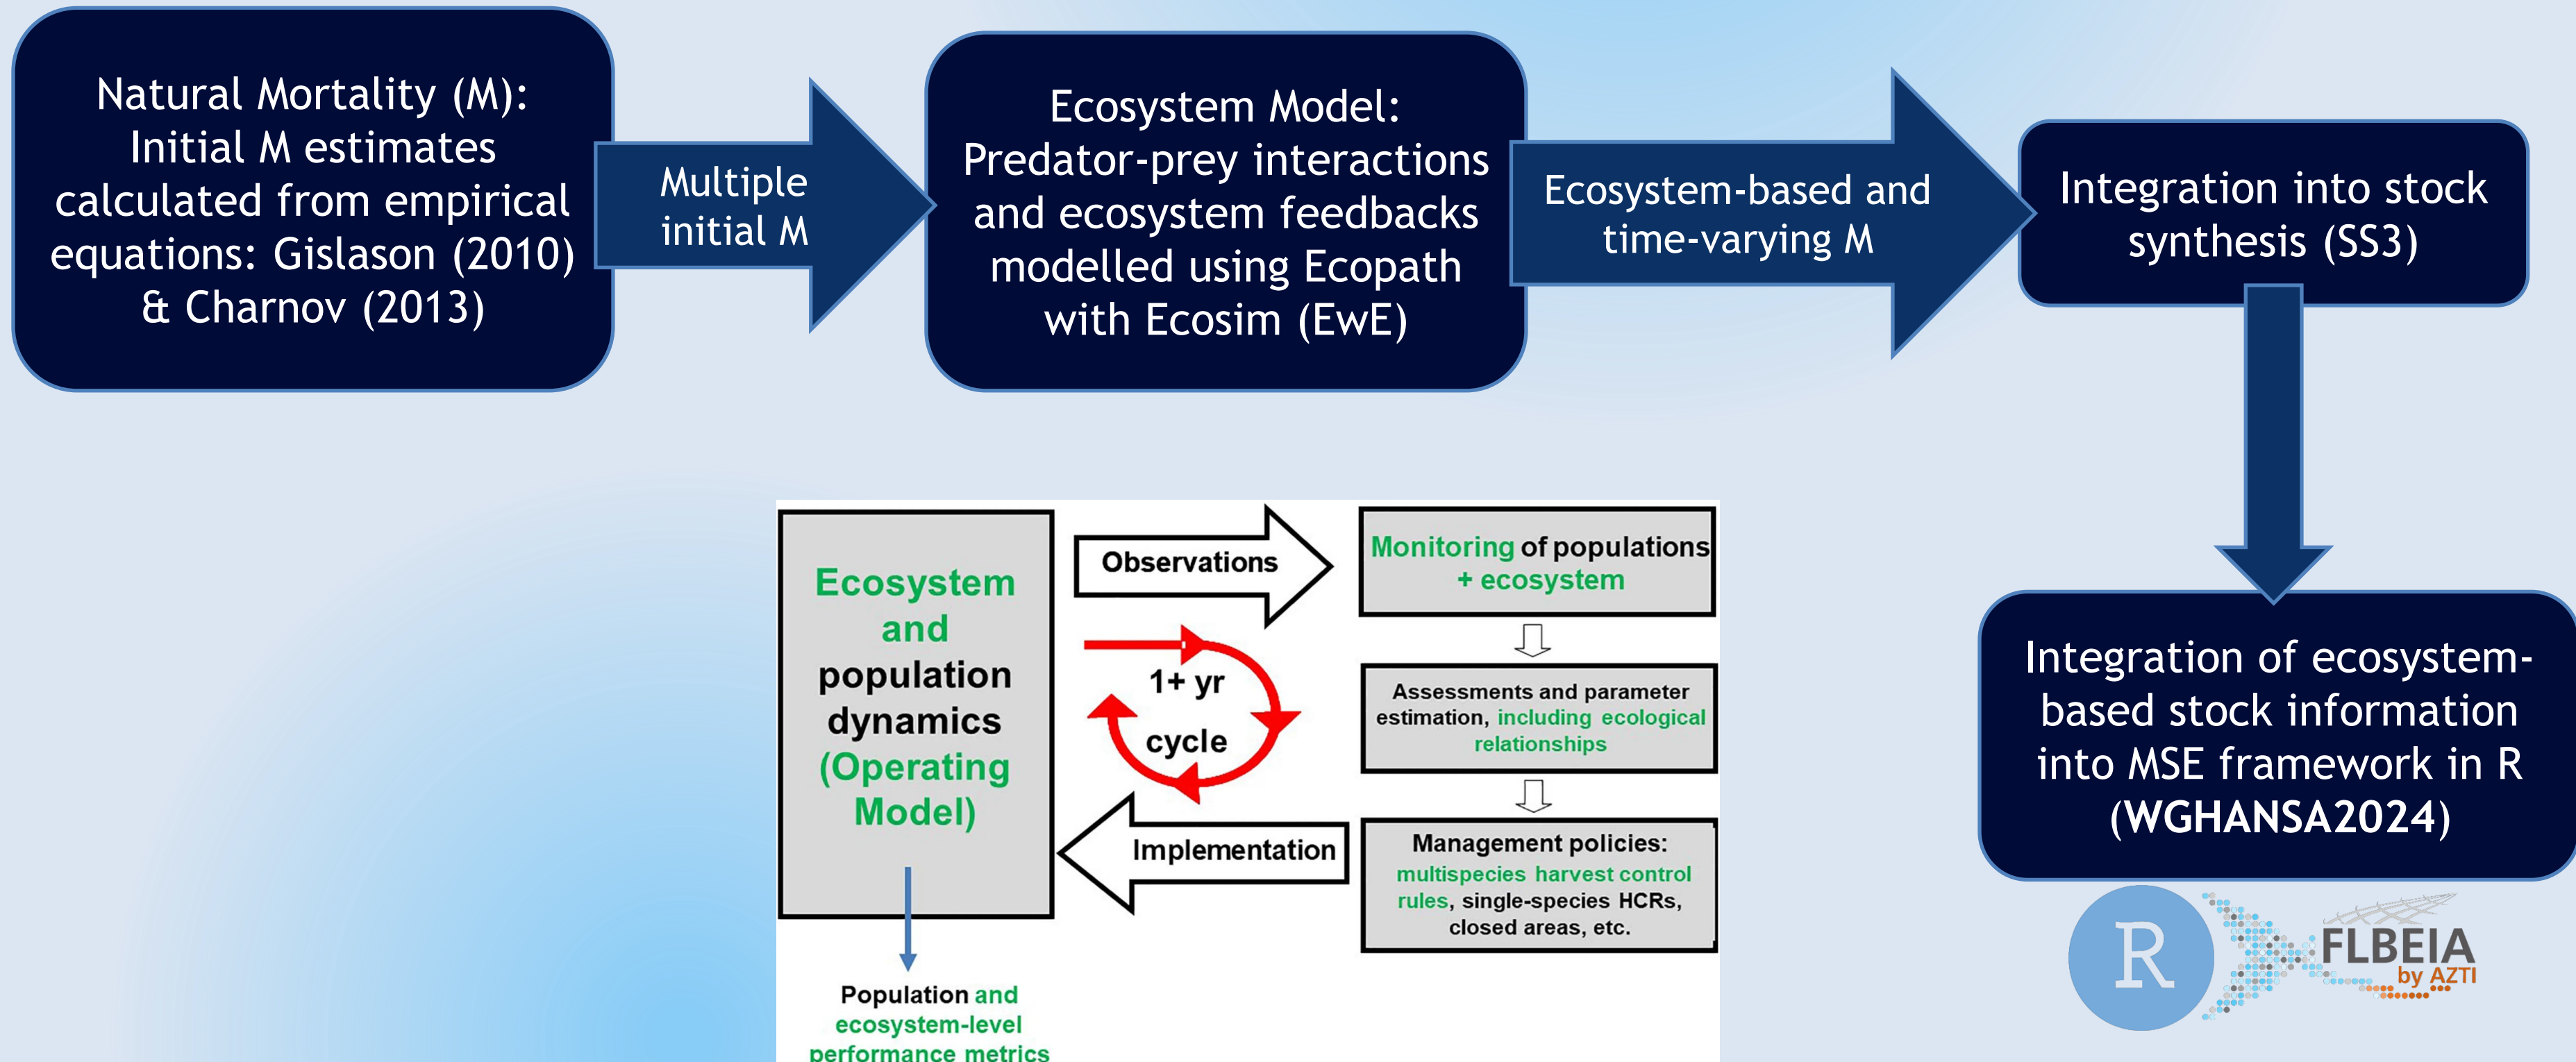 Natural Mortality (M):
Initial M estimates
calculated from empirical
equations: Gislason (2010)
& Charnov (2013)
Multiple
initial M
Ecosystem Model:
Predator-prey interactions
and ecosystem feedbacks
modelled using Ecopath
with Ecosim (EwE)
Ecosystem-based and
time-varying M
Integration into stock
synthesis (SS3)
Integration of ecosystem-
based stock information
into MSE framework in R
(WGHANSA2024)
Ecosystem
and
population
dynamics
(Operating
Model)
Observations
1+ yr
cycle
Implementation
Monitoring of populations
+ ecosystem
Assessments and parameter
estimation, including ecological
relationships
Management policies:
multispecies harvest control
rules, single-species HCRs,
closed areas, etc.
Population and
ecosystem-level
performance metrics
R
FLBEIA
by AZTI